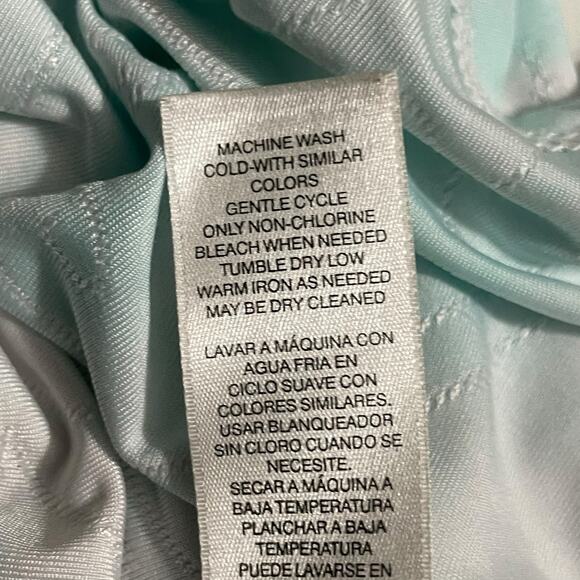 MACHINE WASH
COLD-WITH SIMILAR
COLORS
GENTLE CYCLE
ONLY NON-CHLORINE
BLEACH WHEN NEEDED
TUMBLE DRY LOW
WARM IRON AS NEEDED
MAY BE DRY CLEANED
LAVAR A MÁQUINA CON
AGUA FRIA EN
CICLO SUAVE CON
COLORES SIMILARES.
USAR BLANQUEADOR
SIN CLORO CUANDO SE
NECESITE.
SECAR A MÁQUINA A
BAJA TEMPERATURA
PLANCHAR A BAJA
TEMPERATURA
PUEDE LAVARSE EN